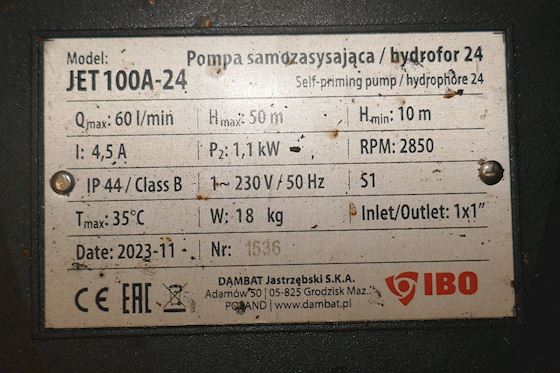 Model: Pompa samozasysająca / hydrofor 24
JET 100A-24 Self-priming pump / hydrophore 24
Qmax: 60 l/min Hmax: 50 m Hmin: 10 m
I: 4,5 A P2: 1,1 kW RPM: 2850
IP 44 / Class B 1~ 230 V / 50 Hz S1
Tmax: 35°C W: 18 kg Inlet/Outlet: 1x1"
Date: 2023-11 Nr: 1536
CE EAC DAMBAT Jastrzębski S.K.A. IBO
Adamów 50 | 05-825 Grodzisk Maz.
POLAND | www.dambat.pl